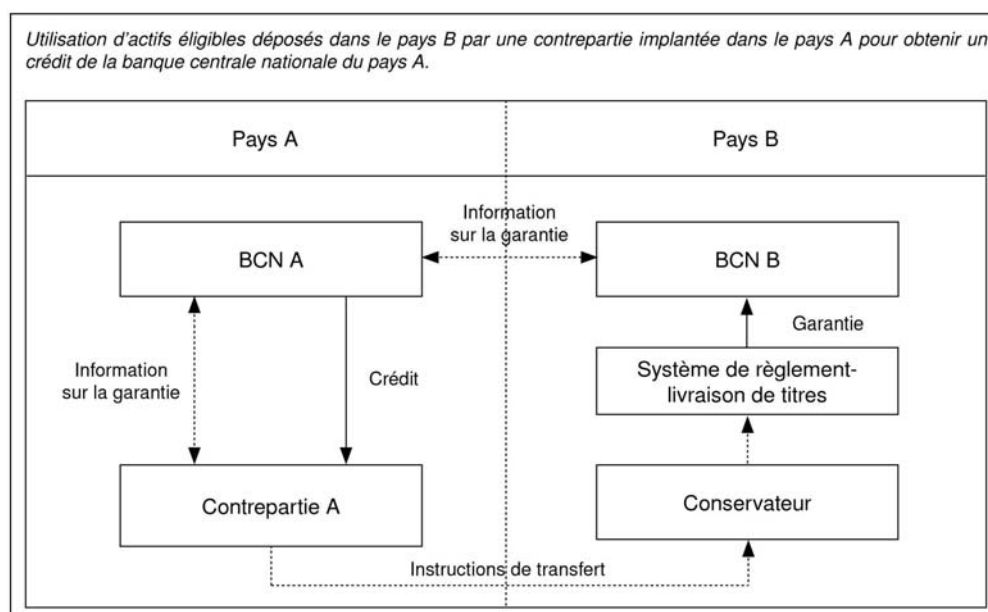 Utilisation d'actifs éligibles déposés dans le pays B par une contrepartie implantée dans le pays A pour obtenir un
crédit de la banque centrale nationale du pays A.
Pays A
Pays B
Information
sur la garantie
BCN A
BCN B
Garantie
Information
sur la garantie
Crédit
Système de règlement-
livraison de titres
Contrepartie A
Conservateur
Instructions de transfert